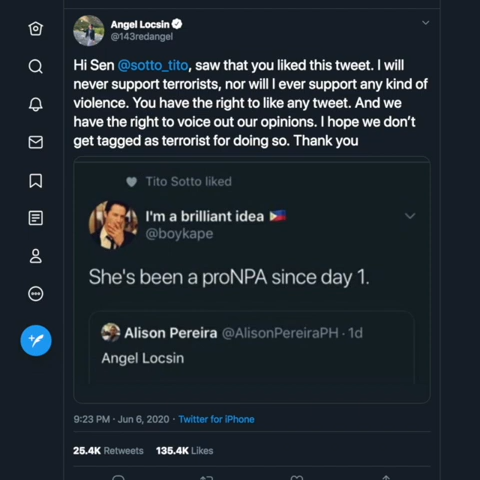 Angel Locsin
@143redangel
Hi Sen @sotto_tito, saw that you liked this tweet. I will
never support terrorists, nor will I ever support any kind of
violence. You have the right to like any tweet. And we
have the right to voice out our opinions. I hope we don't
get tagged as terrorist for doing so. Thank you
Tito Sotto liked
I'm a brilliant idea 🇵🇭
@boykape
She's been a proNPA since day 1.
Alison Pereira @AlisonPereiraPH · 1d
Angel Locsin
9:23 PM · Jun 6, 2020 · Twitter for iPhone
25.4K Retweets 135.4K Likes